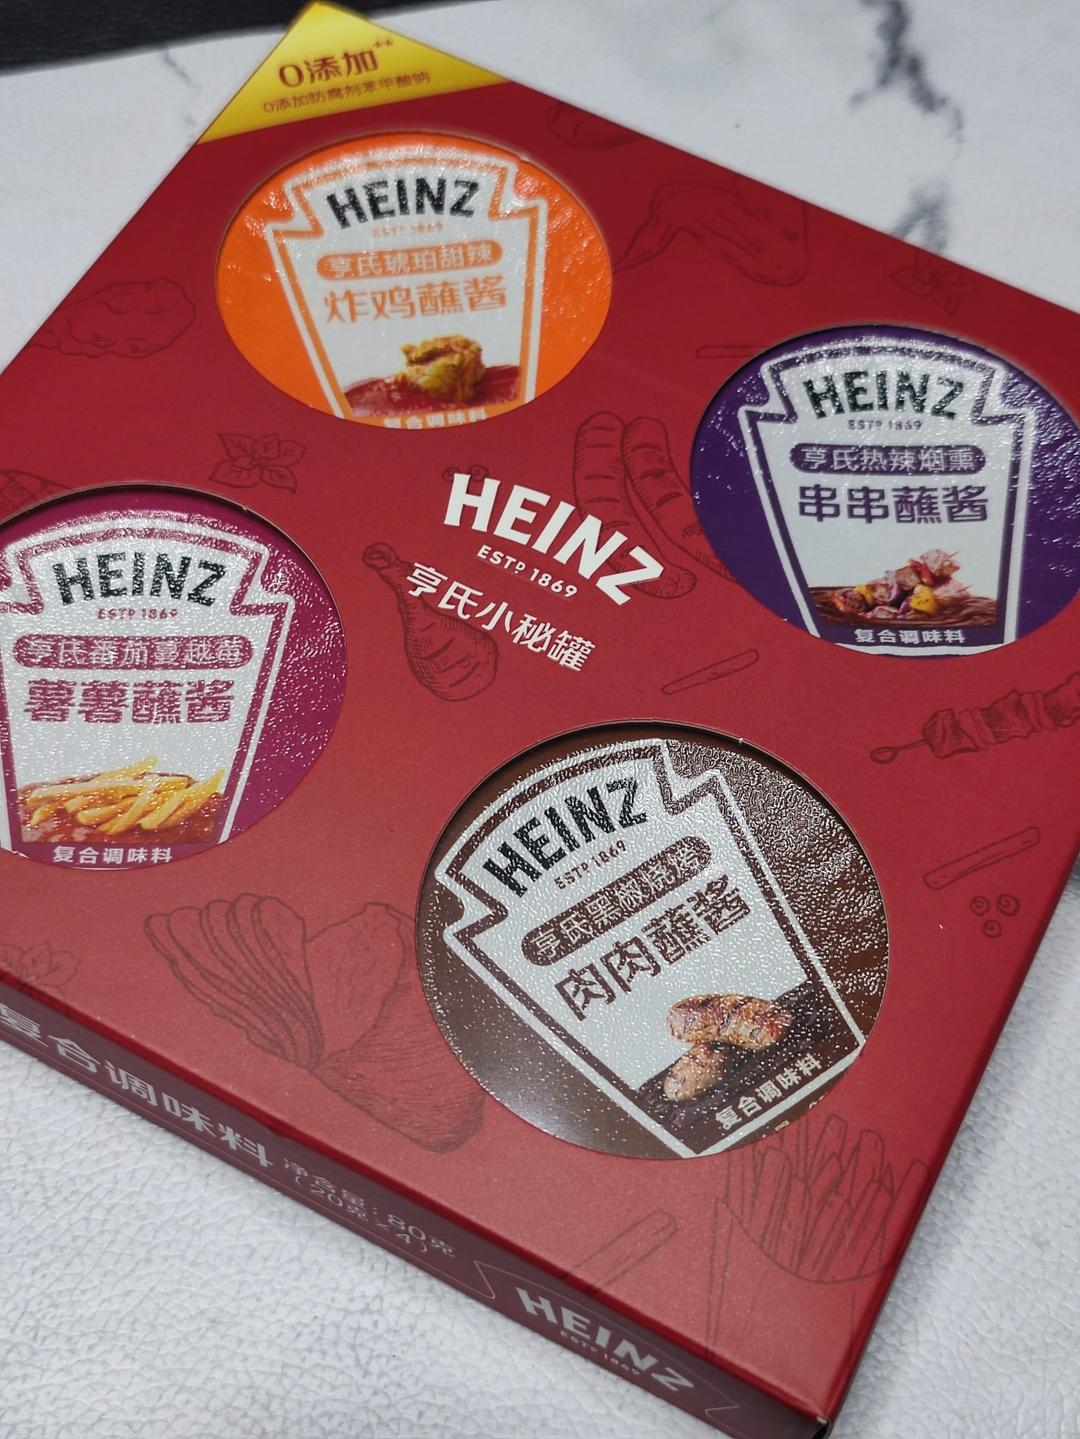 0添加**
0添加防腐剂苯甲酸钠
HEINZ
ESTD 1869
亨氏琥珀甜辣
炸鸡蘸酱
复合调味料
HEINZ
ESTD 1869
亨氏热辣烟熏
串串蘸酱
复合调味料
HEINZ
ESTD 1869
亨氏小秘罐
HEINZ
ESTD 1869
亨氏番茄蔓越莓
薯薯蘸酱
复合调味料
HEINZ
ESTD 1869
亨氏黑椒烧烤
肉肉蘸酱
复合调味料
复合调味料
净含量:80克
(20克×4)
HEINZ
ESTD 1869